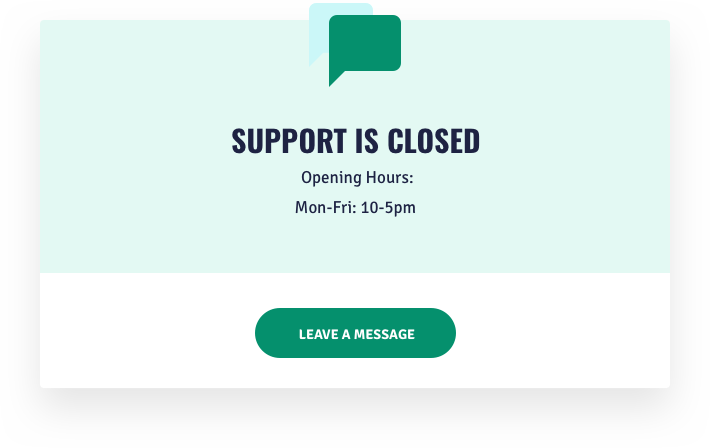 SUPPORT IS CLOSED
Opening Hours:
Mon-Fri: 10-5pm
LEAVE A MESSAGE